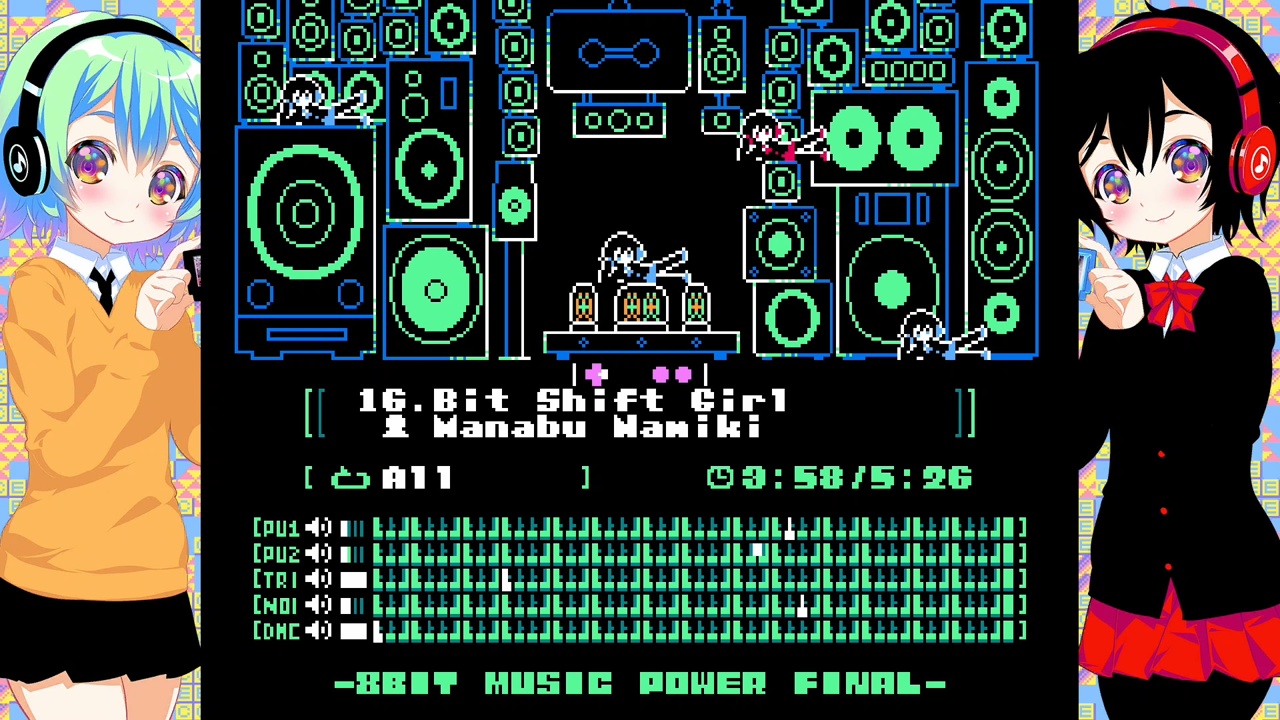 16.Bit Shift Girl
Manabu Namiki
[ All ] 3:58/5:26
[PU1 ]
[PU2 ]
[TRI ]
[NOI ]
[DMC ]
-8BIT MUSIC POWER FINAL-